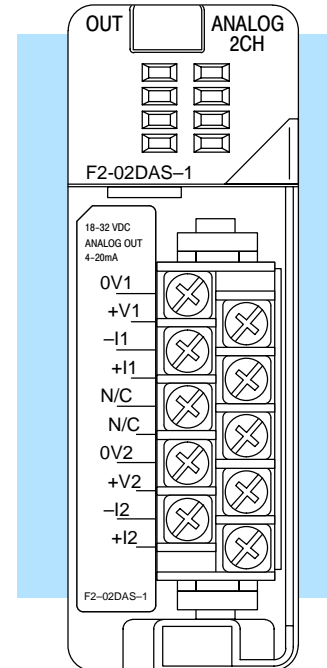 OUT
ANALOG
2CH
F2-02DAS–1
18-32 VDC
ANALOG OUT
4–20mA
0V1
+V1
–I1
+I1
N/C
N/C
0V2
+V2
–I2
+I2
F2–02DAS–1